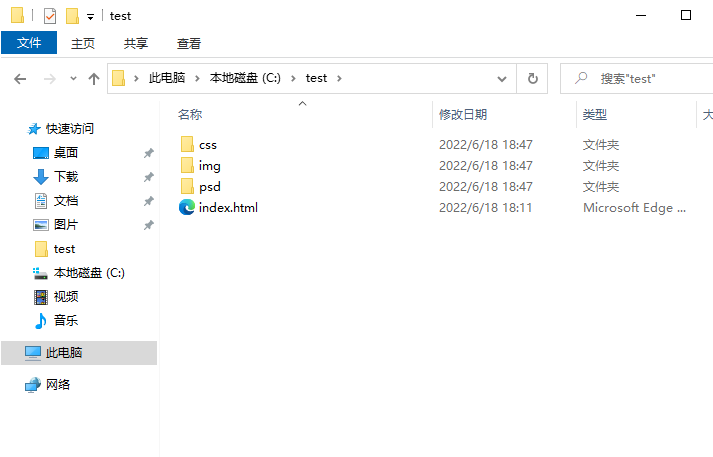 test
文件 主页 共享 查看
此电脑 本地磁盘 (C:) test 搜索"test"
名称 修改日期 类型 大
快速访问
桌面
下载
文档
图片
test
本地磁盘 (C:)
视频
音乐
此电脑
网络
css 2022/6/18 18:47 文件夹
img 2022/6/18 18:47 文件夹
psd 2022/6/18 18:47 文件夹
index.html 2022/6/18 18:11 Microsoft Edge ...